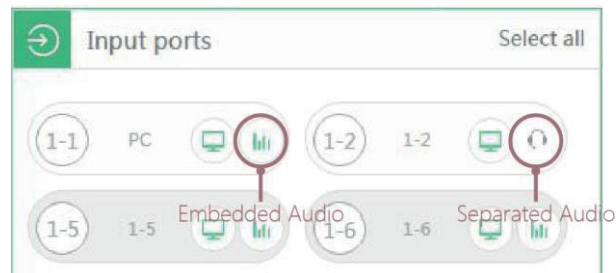 Input ports Select all
1-1 PC 1-2 1-2
Embedded Audio Separated Audio
1-5 1-5 1-6 1-6